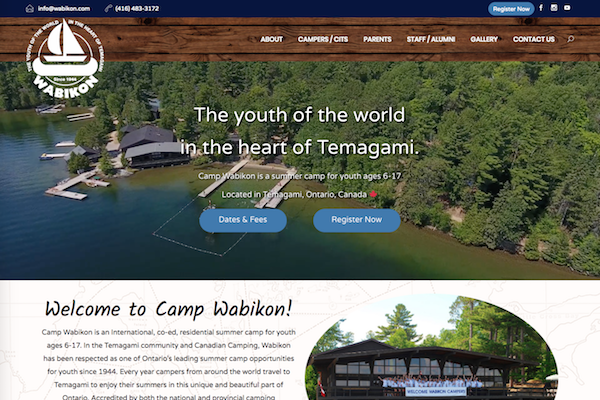 info@wabikon.com
(416) 483-3172
Register Now
ABOUT
CAMPERS / CITS
PARENTS
STAFF / ALUMNI
GALLERY
CONTACT US
THE YOUTH OF THE WORLD IN THE HEART OF TEMAGAMI
Since 1944
WABIKON
The youth of the world
in the heart of Temagami.
Camp Wabikon is a summer camp for youth ages 6-17
Located in Temagami, Ontario, Canada
Dates & Fees
Register Now
Welcome to Camp Wabikon!
Camp Wabikon is an International, co-ed, residential summer camp for youth
ages 6-17. In the Temagami community and Canadian Camping, Wabikon
has been respected as one of Ontario's leading summer camp opportunities
for youth since 1944. Every year campers from around the world travel to
Temagami to enjoy their summers in this unique and beautiful part of
Ontario. Accredited by both the national and provincial camping
WELCOME WABIKON CAMPERS